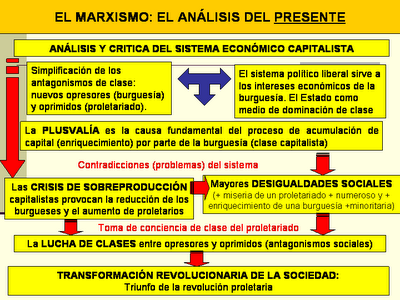 EL MARXISMO: EL ANÁLISIS DEL PRESENTE
ANÁLISIS Y CRITICA DEL SISTEMA ECONÓMICO CAPITALISTA
Simplificación de los
antagonismos de clase:
nuevos opresores (burguesía)
y oprimidos (proletariado).
El sistema político liberal sirve a
los intereses económicos de la
burguesía. El Estado como
medio de dominación de clase
La PLUSVALÍA es la causa fundamental del proceso de acumulación de
capital (enriquecimiento) por parte de la burguesía (clase capitalista)
Contradicciones (problemas) del sistema
Las CRISIS DE SOBREPRODUCCIÓN
capitalistas provocan la reducción de los
burgueses y el aumento de proletarios
Mayores DESIGUALDADES SOCIALES
(+ miseria de un proletariado + numeroso y +
enriquecimiento de una burguesía +minoritaria)
Toma de conciencia de clase del proletariado
La LUCHA DE CLASES entre opresores y oprimidos (antagonismos sociales)
TRANSFORMACIÓN REVOLUCIONARIA DE LA SOCIEDAD:
Triunfo de la revolución proletaria